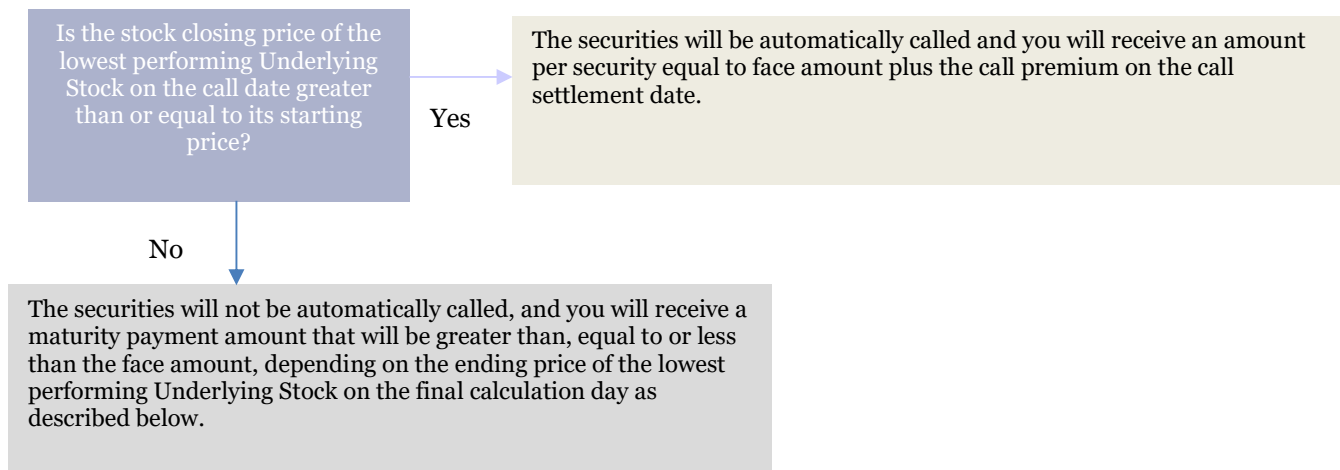 Is the stock closing price of the
lowest performing Underlying
Stock on the call date greater
than or equal to its starting
price?
Yes
The securities will be automatically called and you will receive an amount
per security equal to face amount plus the call premium on the call
settlement date.
No
The securities will not be automatically called, and you will receive a
maturity payment amount that will be greater than, equal to or less
than the face amount, depending on the ending price of the lowest
performing Underlying Stock on the final calculation day as
described below.